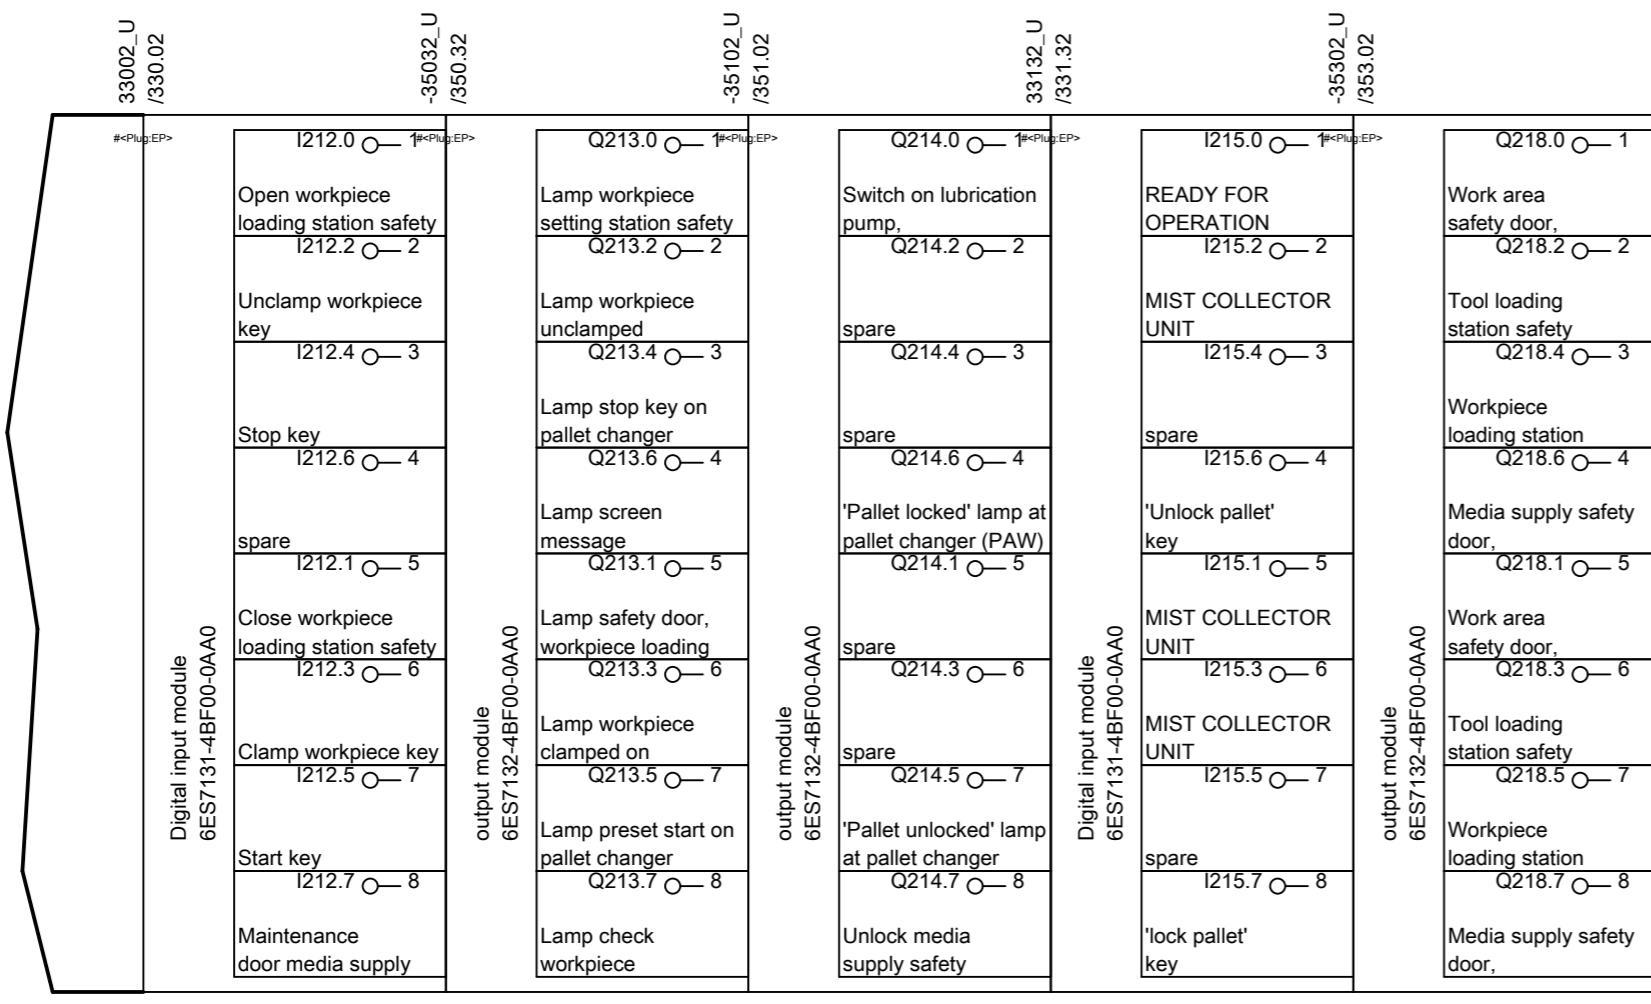 33002_U
/330.02
-35032_U
/350.32
-35102_U
/351.02
33132_U
/331.32
-35302_U
/353.02
#<Plug:EP>
Digital input module
6ES7131-4BF00-0AA0
I212.0 1
Open workpiece
loading station safety
I212.2 2
Unclamp workpiece
key
I212.4 3
Stop key
I212.6 4
spare
I212.1 5
Close workpiece
loading station safety
I212.3 6
Clamp workpiece key
I212.5 7
Start key
I212.7 8
Maintenance
door media supply
#<Plug:EP>
output module
6ES7132-4BF00-0AA0
Q213.0 1
Lamp workpiece
setting station safety
Q213.2 2
Lamp workpiece
unclamped
Q213.4 3
Lamp stop key on
pallet changer
Q213.6 4
Lamp screen
message
Q213.1 5
Lamp safety door,
workpiece loading
Q213.3 6
Lamp workpiece
clamped on
Q213.5 7
Lamp preset start on
pallet changer
Q213.7 8
Lamp check
workpiece
#<Plug:EP>
output module
6ES7132-4BF00-0AA0
Q214.0 1
Switch on lubrication
pump,
Q214.2 2
spare
Q214.4 3
spare
Q214.6 4
'Pallet locked' lamp at
pallet changer (PAW)
Q214.1 5
spare
Q214.3 6
spare
Q214.5 7
'Pallet unlocked' lamp
at pallet changer
Q214.7 8
Unlock media
supply safety
#<Plug:EP>
Digital input module
6ES7131-4BF00-0AA0
I215.0 1
READY FOR
OPERATION
I215.2 2
MIST COLLECTOR
UNIT
I215.4 3
spare
I215.6 4
'Unlock pallet'
key
I215.1 5
MIST COLLECTOR
UNIT
I215.3 6
MIST COLLECTOR
UNIT
I215.5 7
spare
I215.7 8
'lock pallet'
key
#<Plug:EP>
output module
6ES7132-4BF00-0AA0
Q218.0 1
Work area
safety door,
Q218.2 2
Tool loading
station safety
Q218.4 3
Workpiece
loading station
Q218.6 4
Media supply safety
door,
Q218.1 5
Work area
safety door,
Q218.3 6
Tool loading
station safety
Q218.5 7
Workpiece
loading station
Q218.7 8
Media supply safety
door,